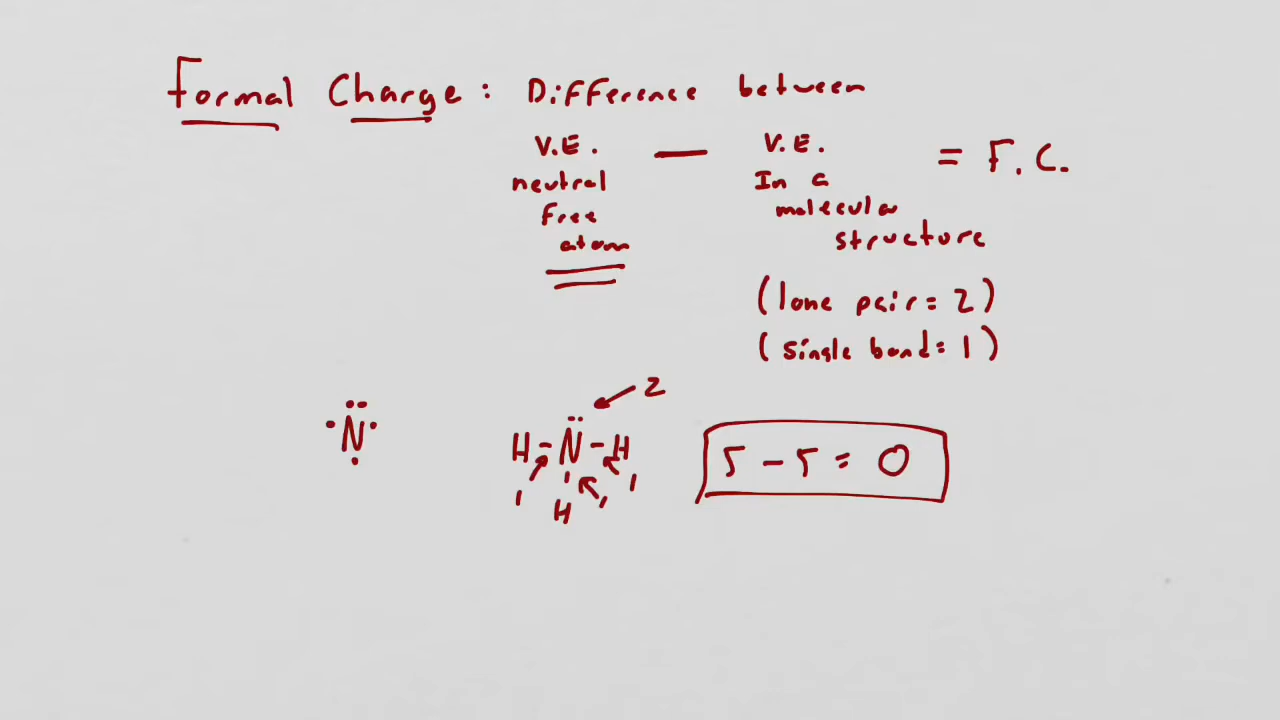 Formal Charge: Difference between
V.E. neutral free atom — V.E. In a molecular structure = F.C.
(lone pair = 2)
(single bond = 1)
2
N H-N-H 5 - 5 = 0
1 1 1
H